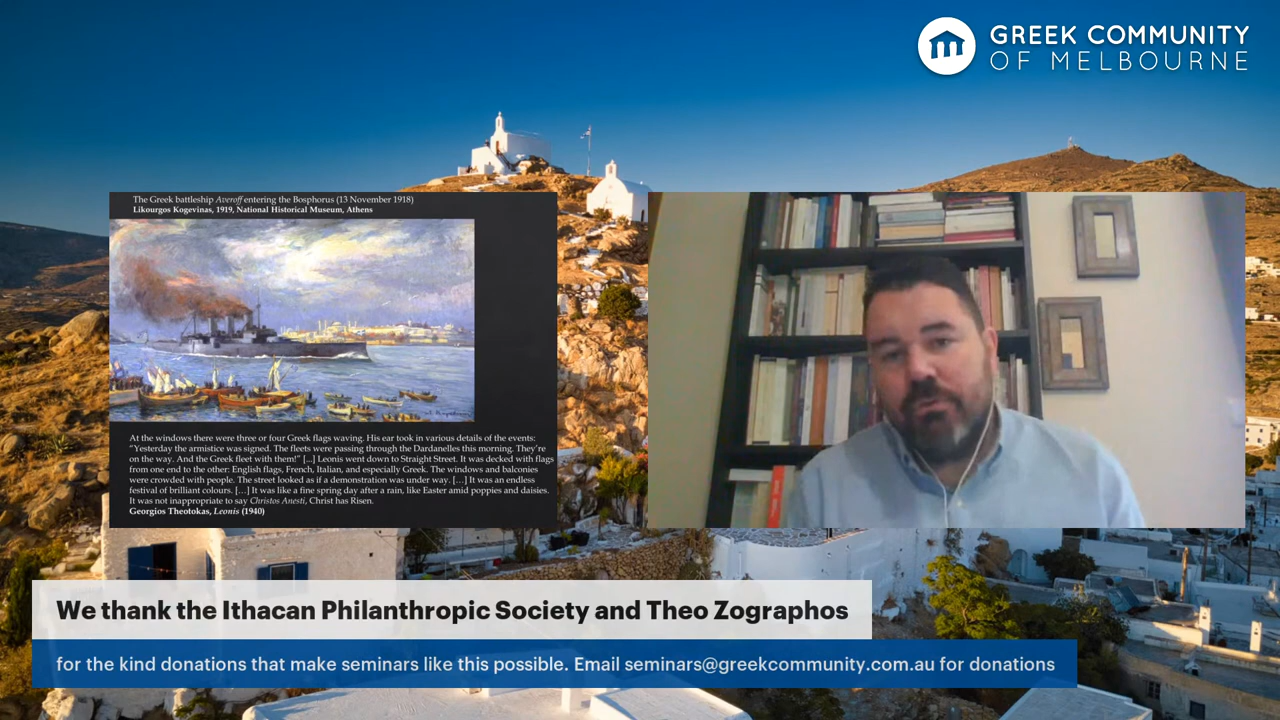 GREEK COMMUNITY
OF MELBOURNE
The Greek battleship Averoff entering the Bosphorus (13 November 1918)
Likourgos Kogevinas, 1919, National Historical Museum, Athens
At the windows there were three or four Greek flags waving. His ear took in various details of the events:
“Yesterday the armistice was signed. The fleets were passing through the Dardanelles this morning. They’re
on the way. And the Greek fleet with them!” [...] Leonis went down to Straight Street. It was decked with flags
from one end to the other: English flags, French, Italian, and especially Greek. The windows and balconies
were crowded with people. The street looked as if a demonstration was under way. […] It was an endless
festival of brilliant colours. […] It was like a fine spring day after a rain, like Easter amid poppies and daisies.
It was not inappropriate to say Christos Anesti, Christ has Risen.
Georgios Theotokas, Leonis (1940)
We thank the Ithacan Philanthropic Society and Theo Zographos
for the kind donations that make seminars like this possible. Email seminars@greekcommunity.com.au for donations